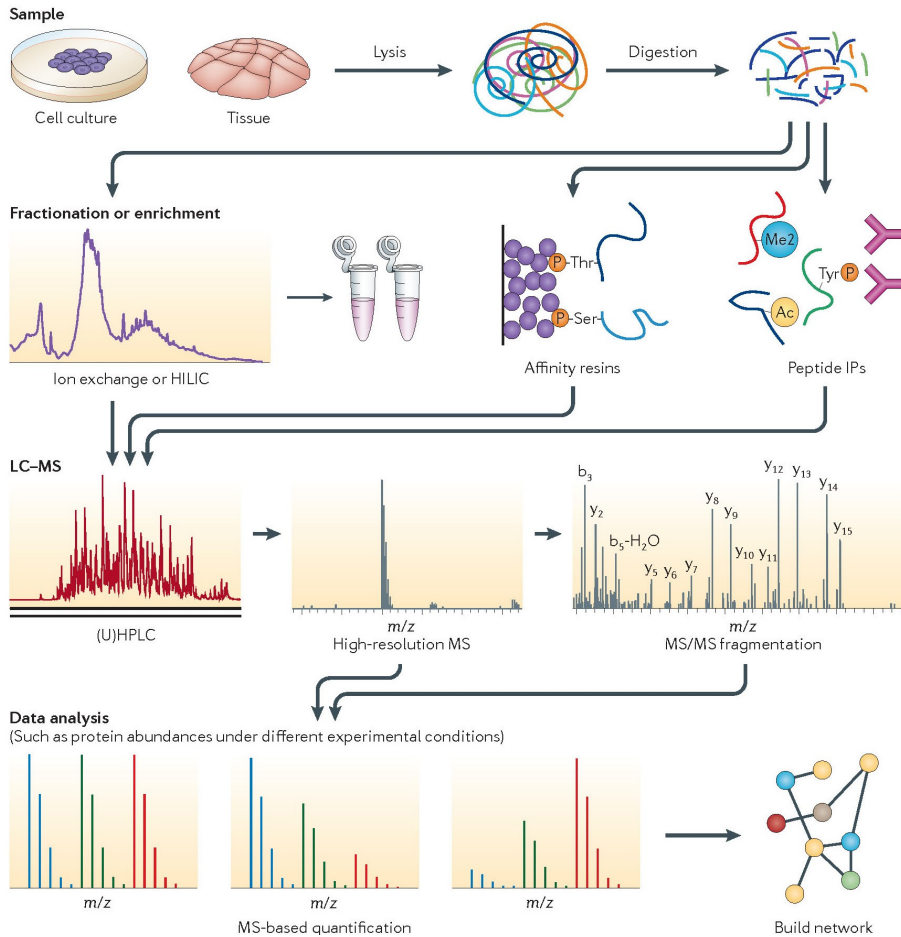 Sample
Lysis
Digestion
Cell culture
Tissue
Fractionation or enrichment
Me2
P
Thr
Tyr
P
P
Ser
Ac
Ion exchange or HILIC
Affinity resins
Peptide IPs
LC–MS
b3
y2
b5-H2O
y5
y6
y7
y8
y9
y10
y11
y12
y13
y14
y15
(U)HPLC
m/z
High-resolution MS
m/z
MS/MS fragmentation
Data analysis
(Such as protein abundances under different experimental conditions)
m/z
m/z
m/z
MS-based quantification
Build network